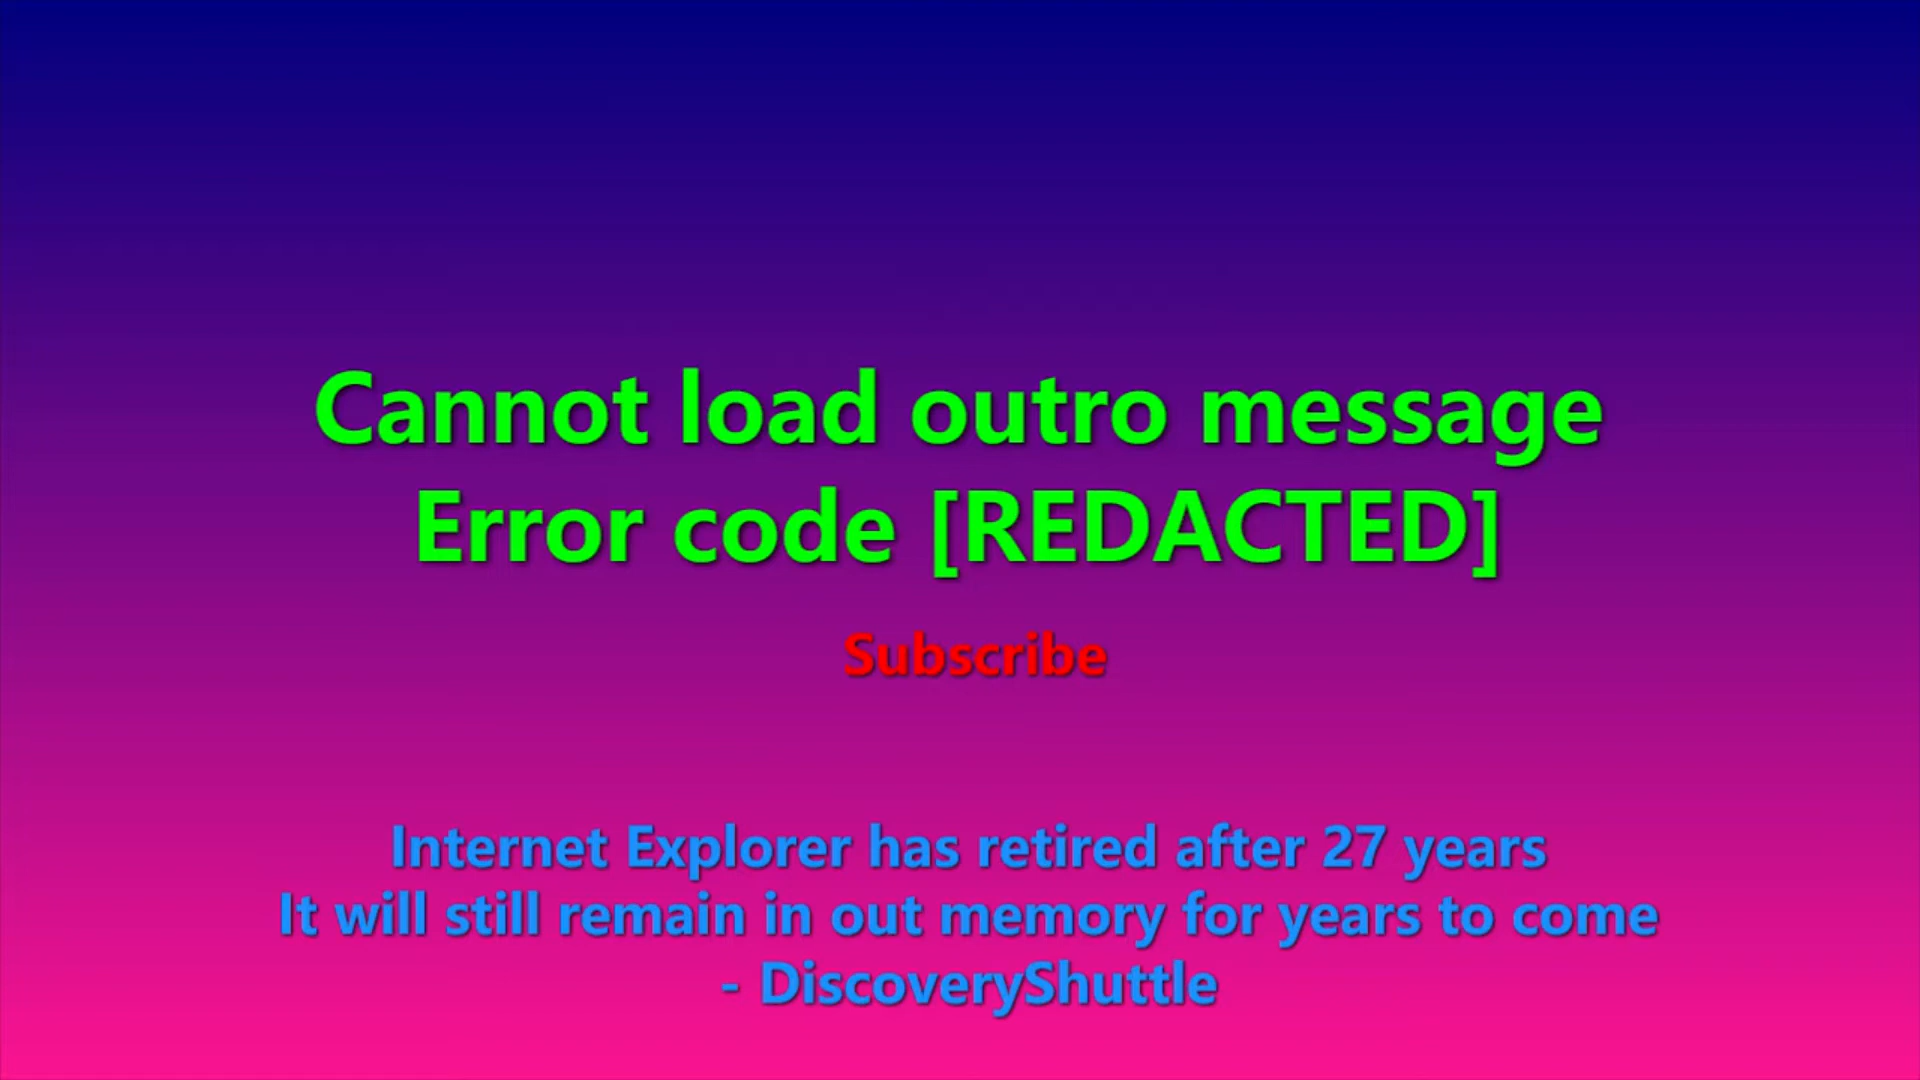 Cannot load outro message
Error code [REDACTED]
Subscribe
Internet Explorer has retired after 27 years
It will still remain in out memory for years to come
- DiscoveryShuttle